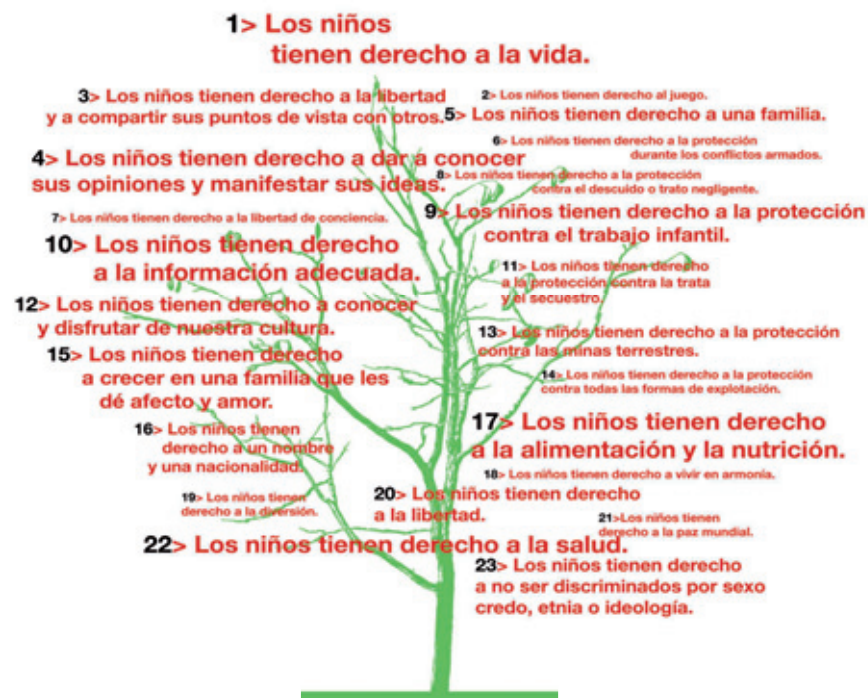 1> Los niños
tienen derecho a la vida.
2> Los niños tienen derecho al juego.
3> Los niños tienen derecho a la libertad
y a compartir sus puntos de vista con otros.
4> Los niños tienen derecho a dar a conocer
sus opiniones y manifestar sus ideas.
5> Los niños tienen derecho a una familia.
6> Los niños tienen derecho a la protección
durante los conflictos armados.
7> Los niños tienen derecho a la libertad de conciencia.
8> Los niños tienen derecho a la protección
contra el descuido o trato negligente.
9> Los niños tienen derecho a la protección
contra el trabajo infantil.
10> Los niños tienen derecho
a la información adecuada.
11> Los niños tienen derecho
a la protección contra la trata
y el secuestro.
12> Los niños tienen derecho a conocer
y disfrutar de nuestra cultura.
13> Los niños tienen derecho a la protección
contra las minas terrestres.
14> Los niños tienen derecho a la protección
contra todas las formas de explotación.
15> Los niños tienen derecho
a crecer en una familia que les
dé afecto y amor.
16> Los niños tienen
derecho a un nombre
y una nacionalidad.
17> Los niños tienen derecho
a la alimentación y la nutrición.
18> Los niños tienen derecho a vivir en armonía.
19> Los niños tienen
derecho a la diversión.
20> Los niños tienen derecho
a la libertad.
21>Los niños tienen
derecho a la paz mundial.
22> Los niños tienen derecho a la salud.
23> Los niños tienen derecho
a no ser discriminados por sexo
credo, etnia o ideología.